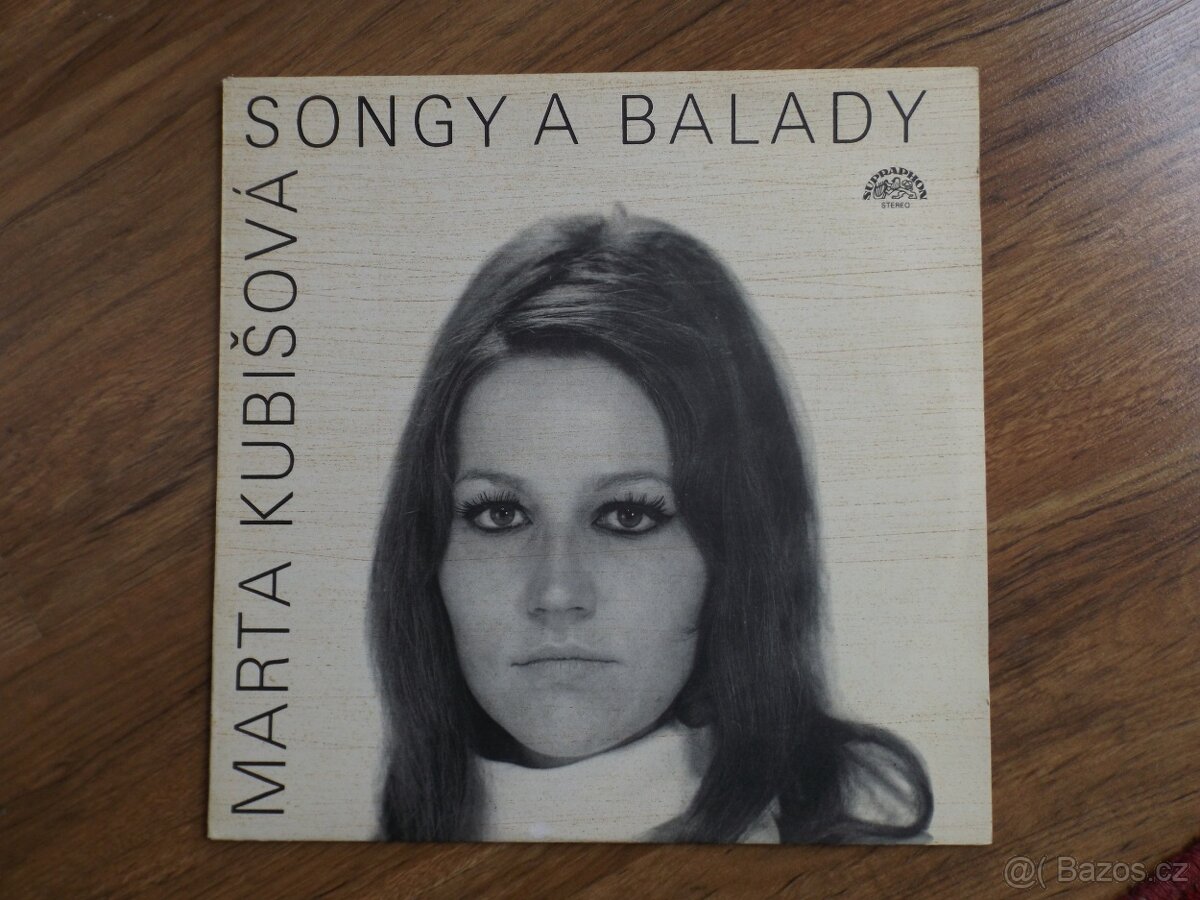 SONGY A BALADY
MARTA KUBIŠOVÁ
SUPRAPHON
STEREO
@( Bazos.cz